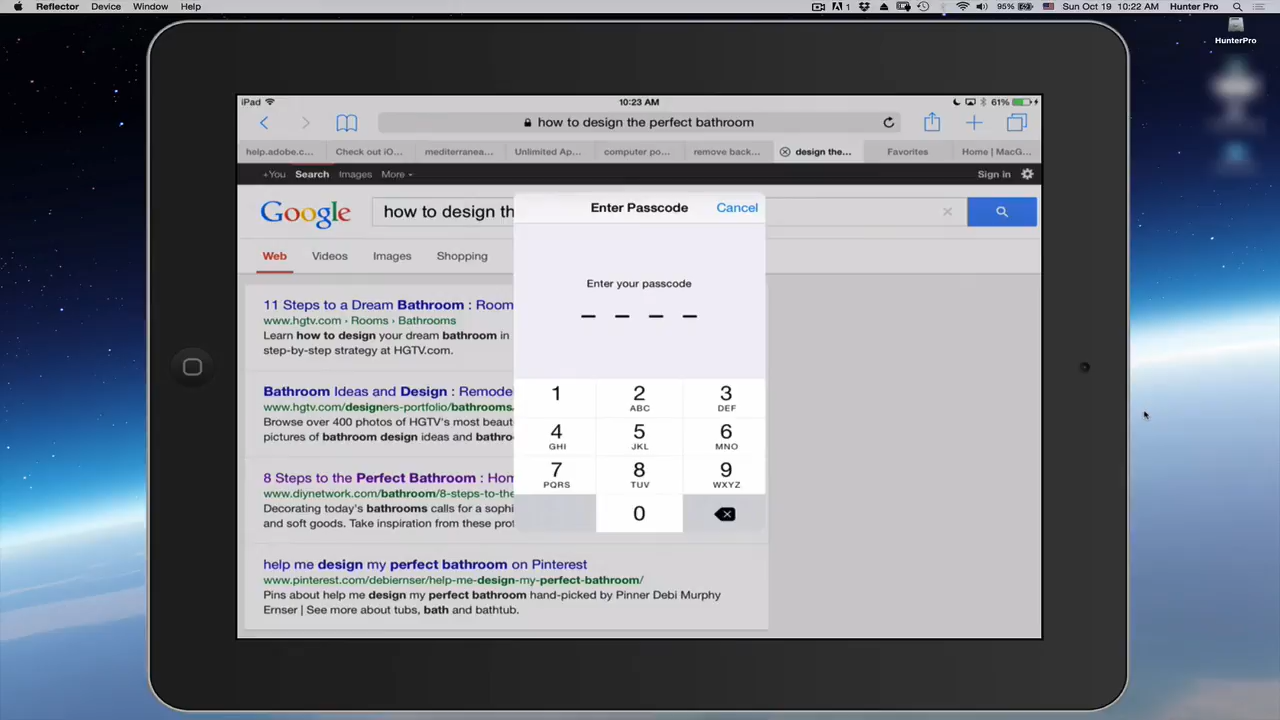 Reflector Device Window Help 1 95% Sun Oct 19 10:22 AM Hunter Pro
HunterPro
iPad 10:23 AM 61%
how to design the perfect bathroom
help.adobe.c... Check out iO... mediterranea... Unlimited Ap... computer po... remove back... design the... Favorites Home | MacG...
+You Search Images More Sign in
Google how to design th
Enter Passcode Cancel
Web Videos Images Shopping
Enter your passcode
11 Steps to a Dream Bathroom : Room
www.hgtv.com › Rooms › Bathrooms
Learn how to design your dream bathroom in
step-by-step strategy at HGTV.com.
Bathroom Ideas and Design : Remode
www.hgtv.com/designers-portfolio/bathrooms
Browse over 400 photos of HGTV's most beaut
pictures of bathroom design ideas and bathro
8 Steps to the Perfect Bathroom : Hom
www.diynetwork.com/bathroom/8-steps-to-the
Decorating today's bathrooms calls for a sophi
and soft goods. Take inspiration from these pro
1 2 3
ABC DEF
4 5 6
GHI JKL MNO
7 8 9
PQRS TUV WXYZ
0
help me design my perfect bathroom on Pinterest
www.pinterest.com/debiernser/help-me-design-my-perfect-bathroom/
Pins about help me design my perfect bathroom hand-picked by Pinner Debi Murphy
Ernser | See more about tubs, bath and bathtub.